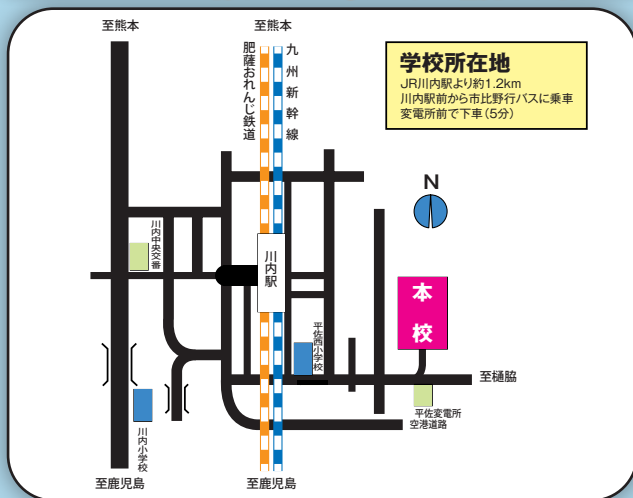 至熊本
至熊本
肥薩おれんじ鉄道
九州新幹線
学校所在地
JR川内駅より約1.2km
川内駅前から市比野行バスに乗車
変電所前で下車（5分）
N
川内中央交番
川内駅
本校
平佐西小学校
至樋脇
平佐変電所
空港道路
川内小学校
至鹿児島
至鹿児島